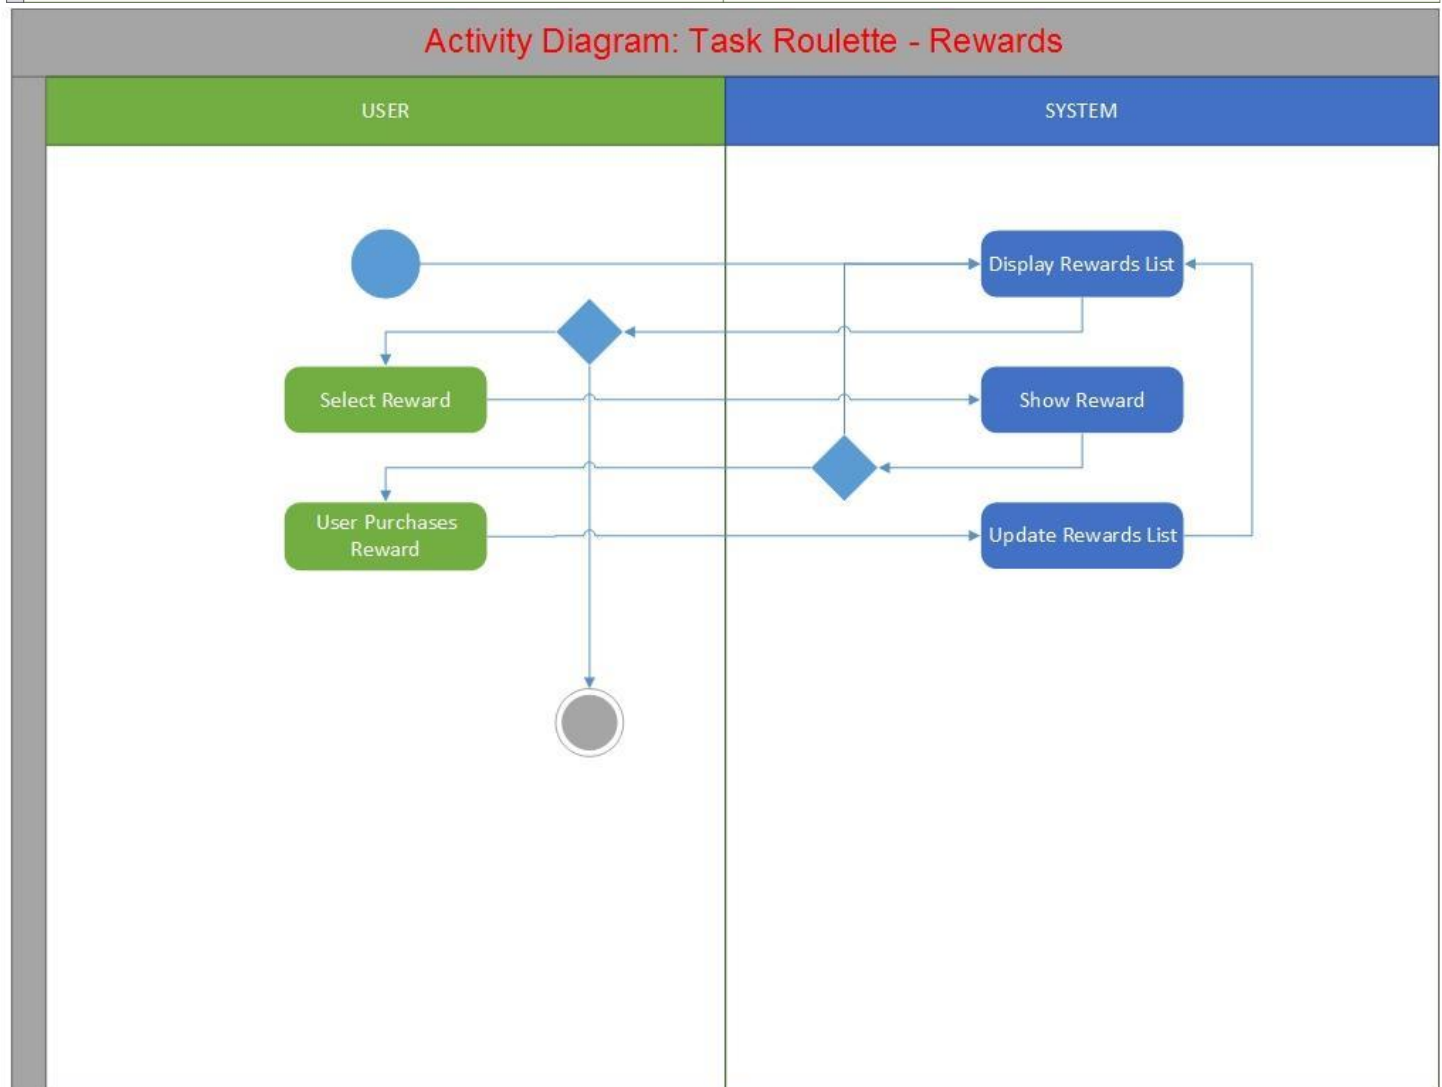 Activity Diagram: Task Roulette - Rewards
USER
SYSTEM
Display Rewards List
Select Reward
Show Reward
User Purchases
Reward
Update Rewards List